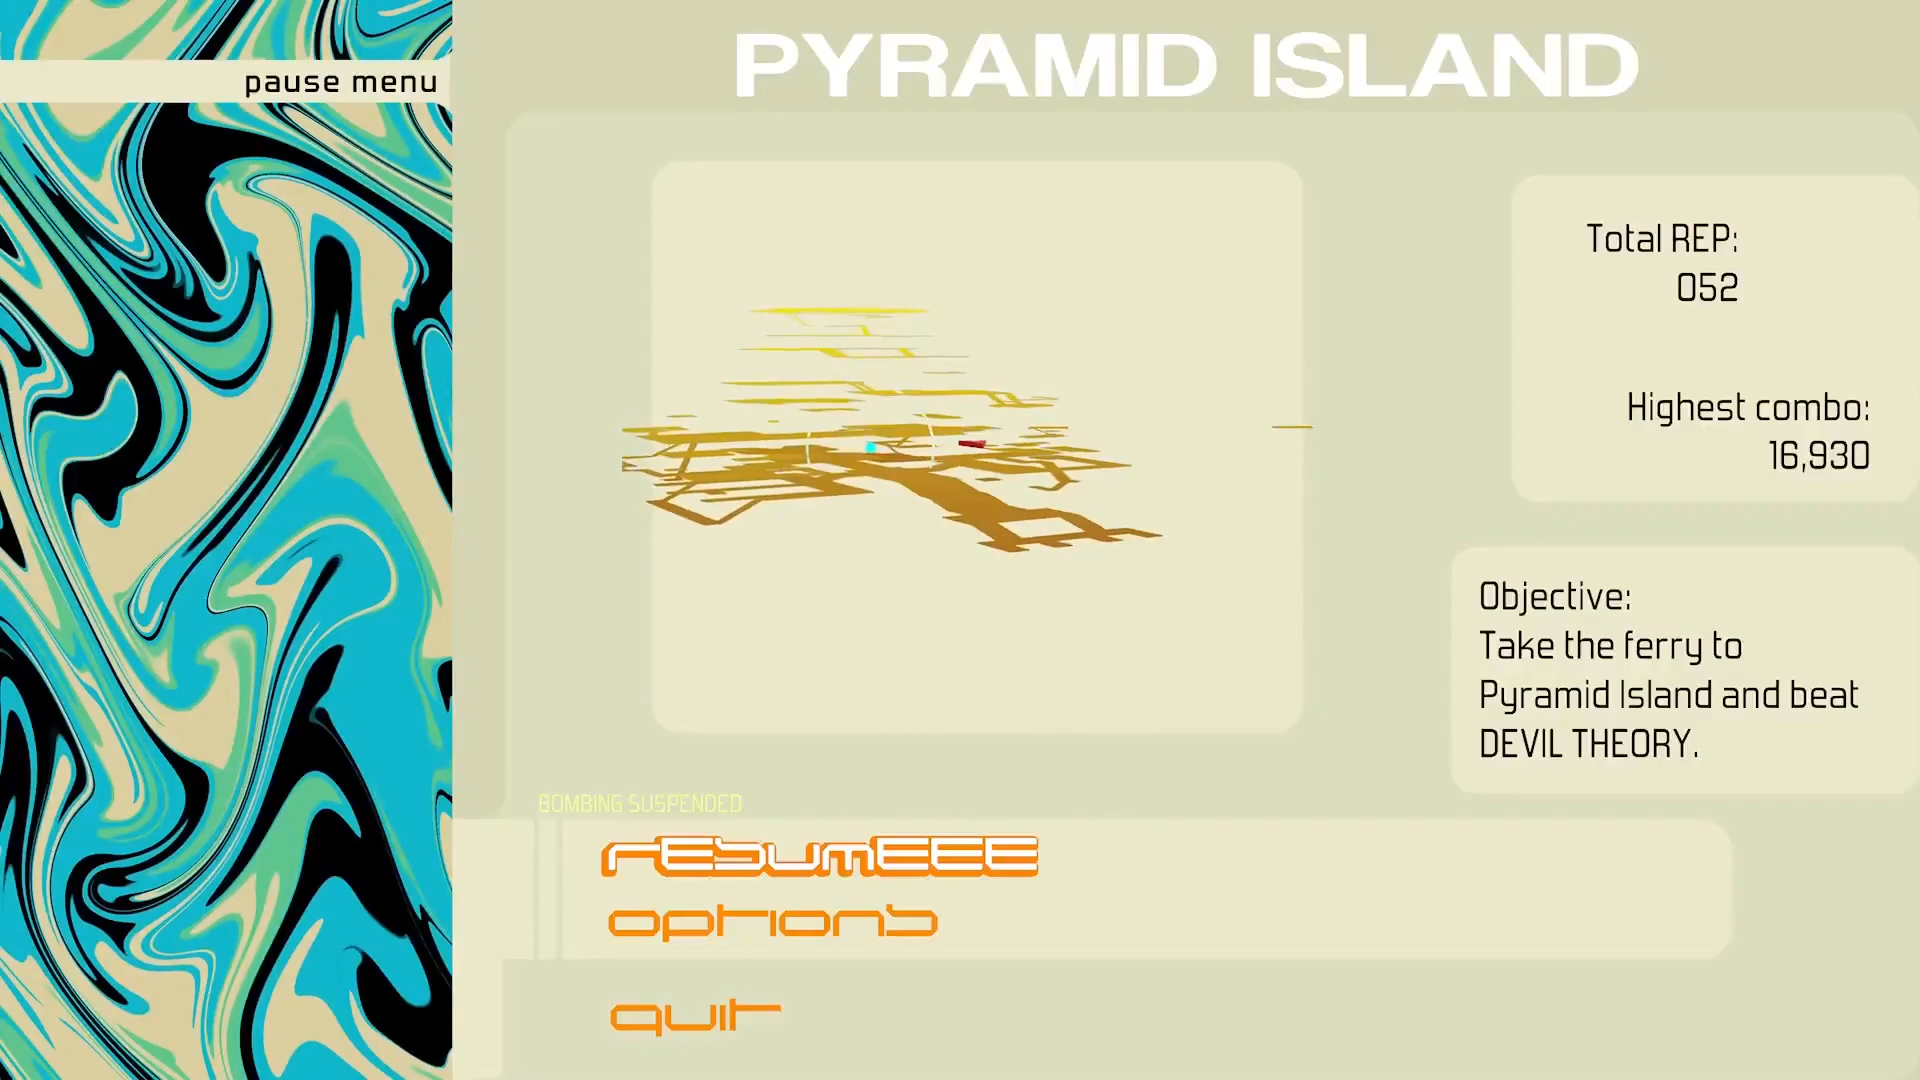 pause menu
PYRAMID ISLAND
Total REP:
052
Highest combo:
16,930
Objective:
Take the ferry to
Pyramid Island and beat
DEVIL THEORY.
BOMBING SUSPENDED
rEsumEEE
options
quit